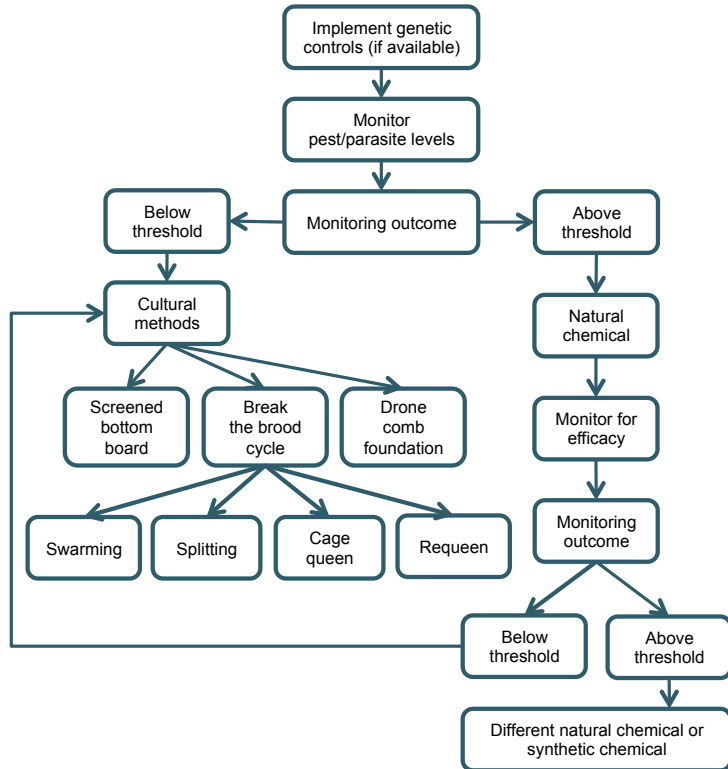 Implement genetic
controls (if available)
Monitor
pest/parasite levels
Monitoring outcome
Below
threshold
Above
threshold
Cultural
methods
Natural
chemical
Screened
bottom
board
Break
the brood
cycle
Drone
comb
foundation
Monitor for
efficacy
Swarming
Splitting
Cage
queen
Requeen
Monitoring
outcome
Below
threshold
Above
threshold
Different natural chemical or
synthetic chemical